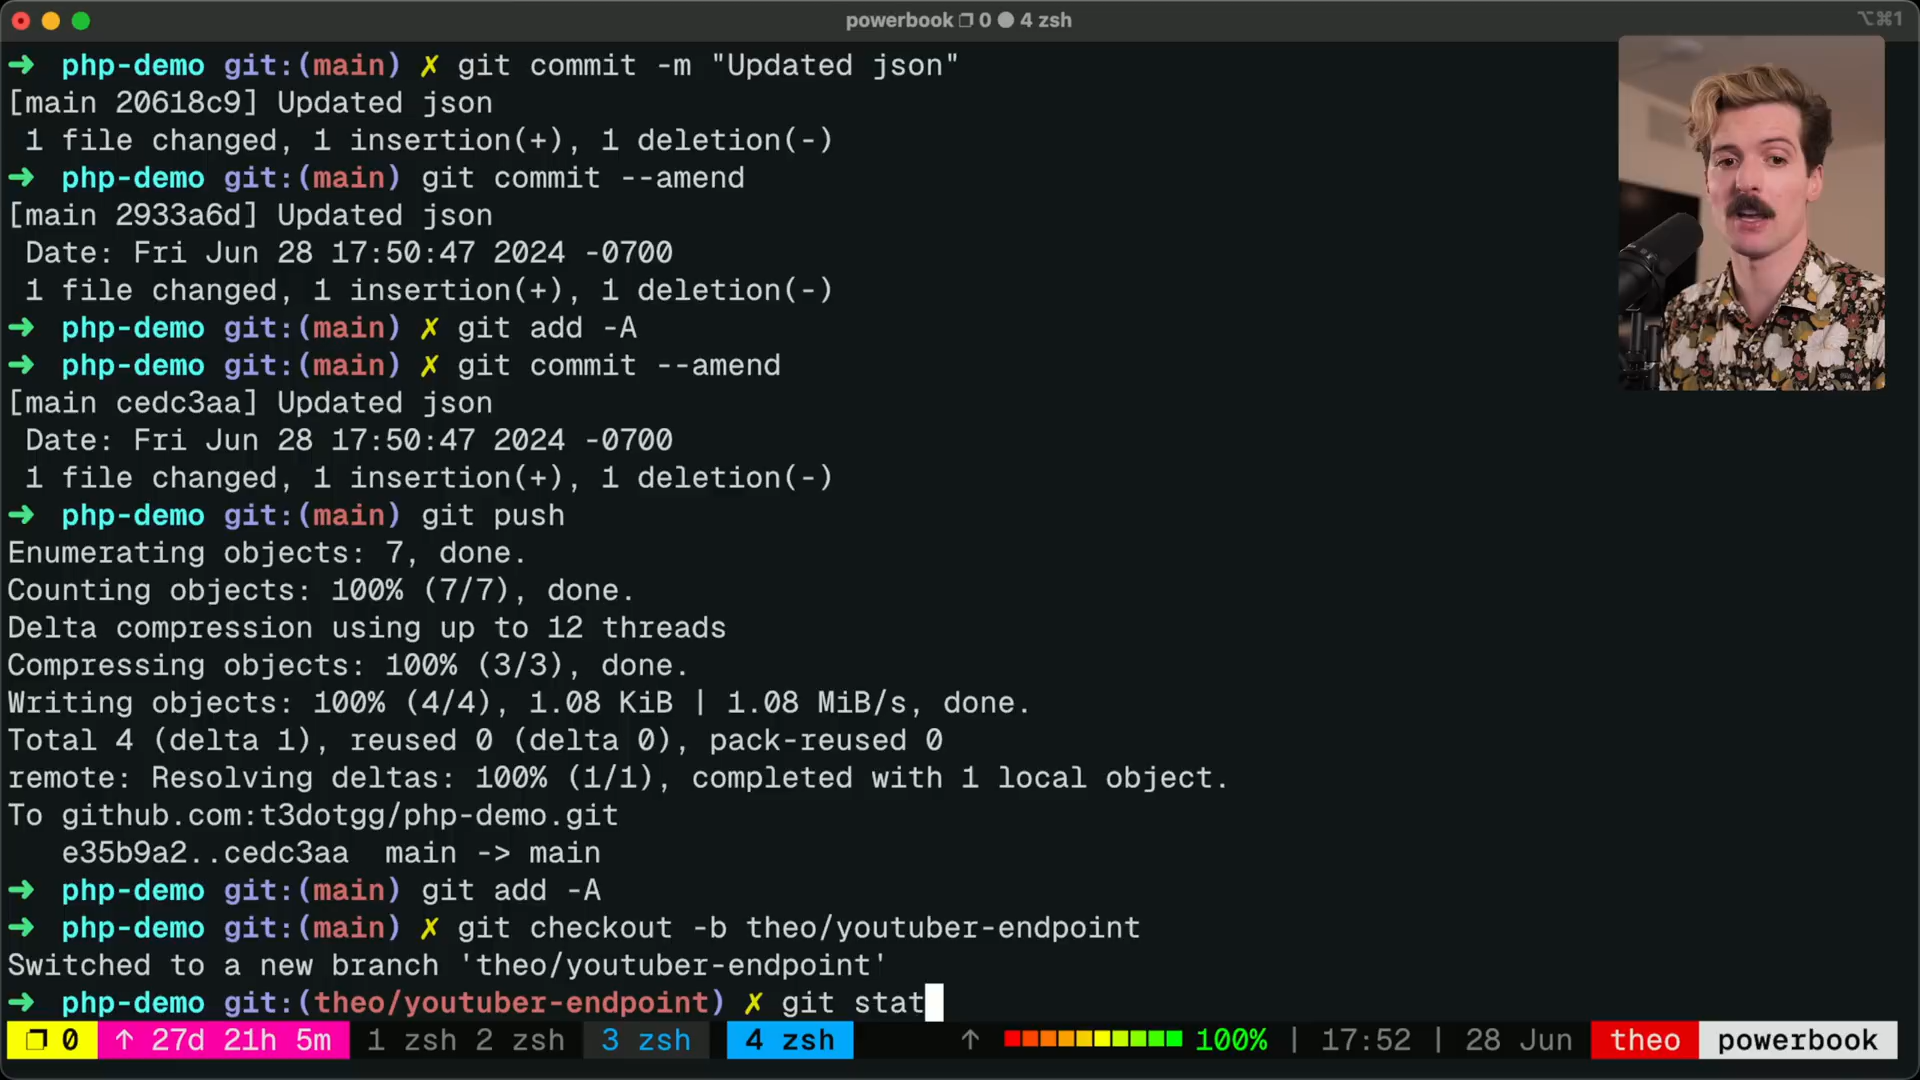 powerbook 0 4 zsh
⌥⌘1
➜ php-demo git:(main) ✗ git commit -m "Updated json"
[main 20618c9] Updated json
1 file changed, 1 insertion(+), 1 deletion(-)
➜ php-demo git:(main) git commit --amend
[main 2933a6d] Updated json
Date: Fri Jun 28 17:50:47 2024 -0700
1 file changed, 1 insertion(+), 1 deletion(-)
➜ php-demo git:(main) ✗ git add -A
➜ php-demo git:(main) ✗ git commit --amend
[main cedc3aa] Updated json
Date: Fri Jun 28 17:50:47 2024 -0700
1 file changed, 1 insertion(+), 1 deletion(-)
➜ php-demo git:(main) git push
Enumerating objects: 7, done.
Counting objects: 100% (7/7), done.
Delta compression using up to 12 threads
Compressing objects: 100% (3/3), done.
Writing objects: 100% (4/4), 1.08 KiB | 1.08 MiB/s, done.
Total 4 (delta 1), reused 0 (delta 0), pack-reused 0
remote: Resolving deltas: 100% (1/1), completed with 1 local object.
To github.com:t3dotgg/php-demo.git
e35b9a2..cedc3aa main -> main
➜ php-demo git:(main) git add -A
➜ php-demo git:(main) ✗ git checkout -b theo/youtuber-endpoint
Switched to a new branch 'theo/youtuber-endpoint'
➜ php-demo git:(theo/youtuber-endpoint) ✗ git stat
❐ 0 ↑ 27d 21h 5m 1 zsh 2 zsh 3 zsh 4 zsh ↑ 100% | 17:52 | 28 Jun theo powerbook